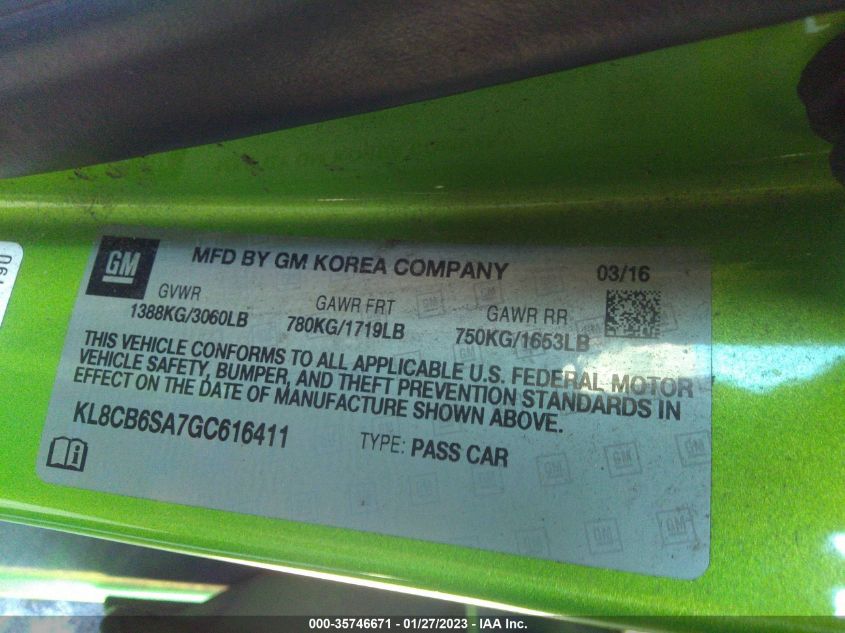 GM
MFD BY GM KOREA COMPANY
03/16
GVWR
GAWR FRT
GAWR RR
1388KG/3060LB
780KG/1719LB
750KG/1653LB
THIS VEHICLE CONFORMS TO ALL APPLICABLE U.S. FEDERAL MOTOR
VEHICLE SAFETY, BUMPER, AND THEFT PREVENTION STANDARDS IN
EFFECT ON THE DATE OF MANUFACTURE SHOWN ABOVE.
KL8CB6SA7GC616411
TYPE: PASS CAR
000-35746671 - 01/27/2023 - IAA Inc.